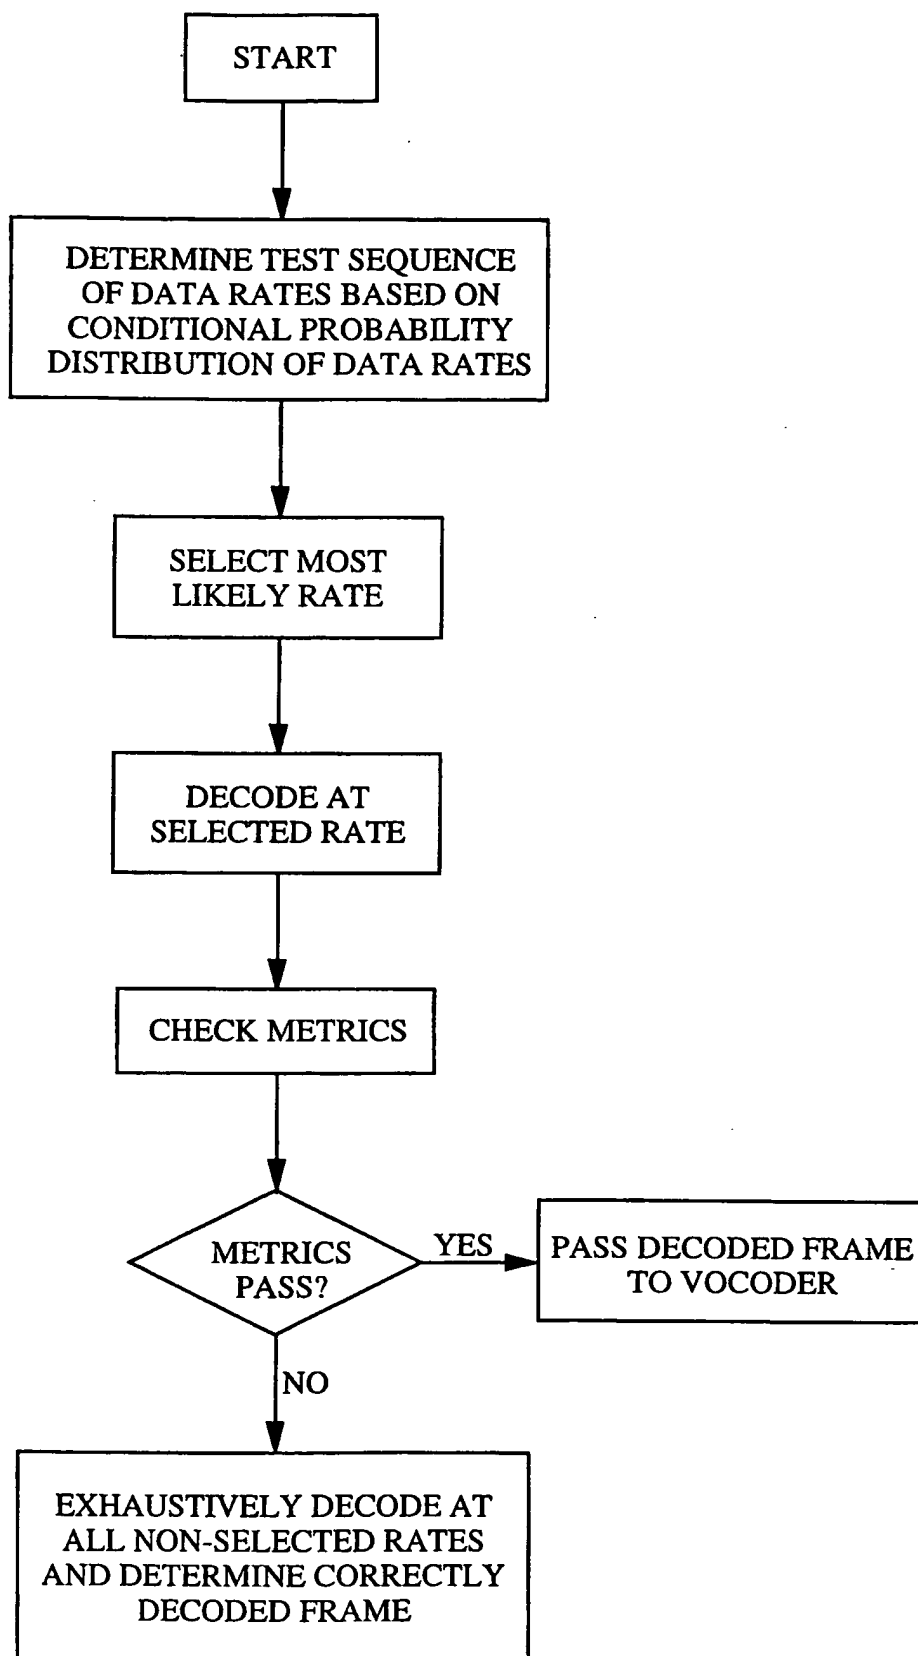 START
DETERMINE TEST SEQUENCE
OF DATA RATES BASED ON
CONDITIONAL PROBABILITY
DISTRIBUTION OF DATA RATES
SELECT MOST
LIKELY RATE
DECODE AT
SELECTED RATE
CHECK METRICS
METRICS
PASS?
YES
PASS DECODED FRAME
TO VOCODER
NO
EXHAUSTIVELY DECODE AT
ALL NON-SELECTED RATES
AND DETERMINE CORRECTLY
DECODED FRAME